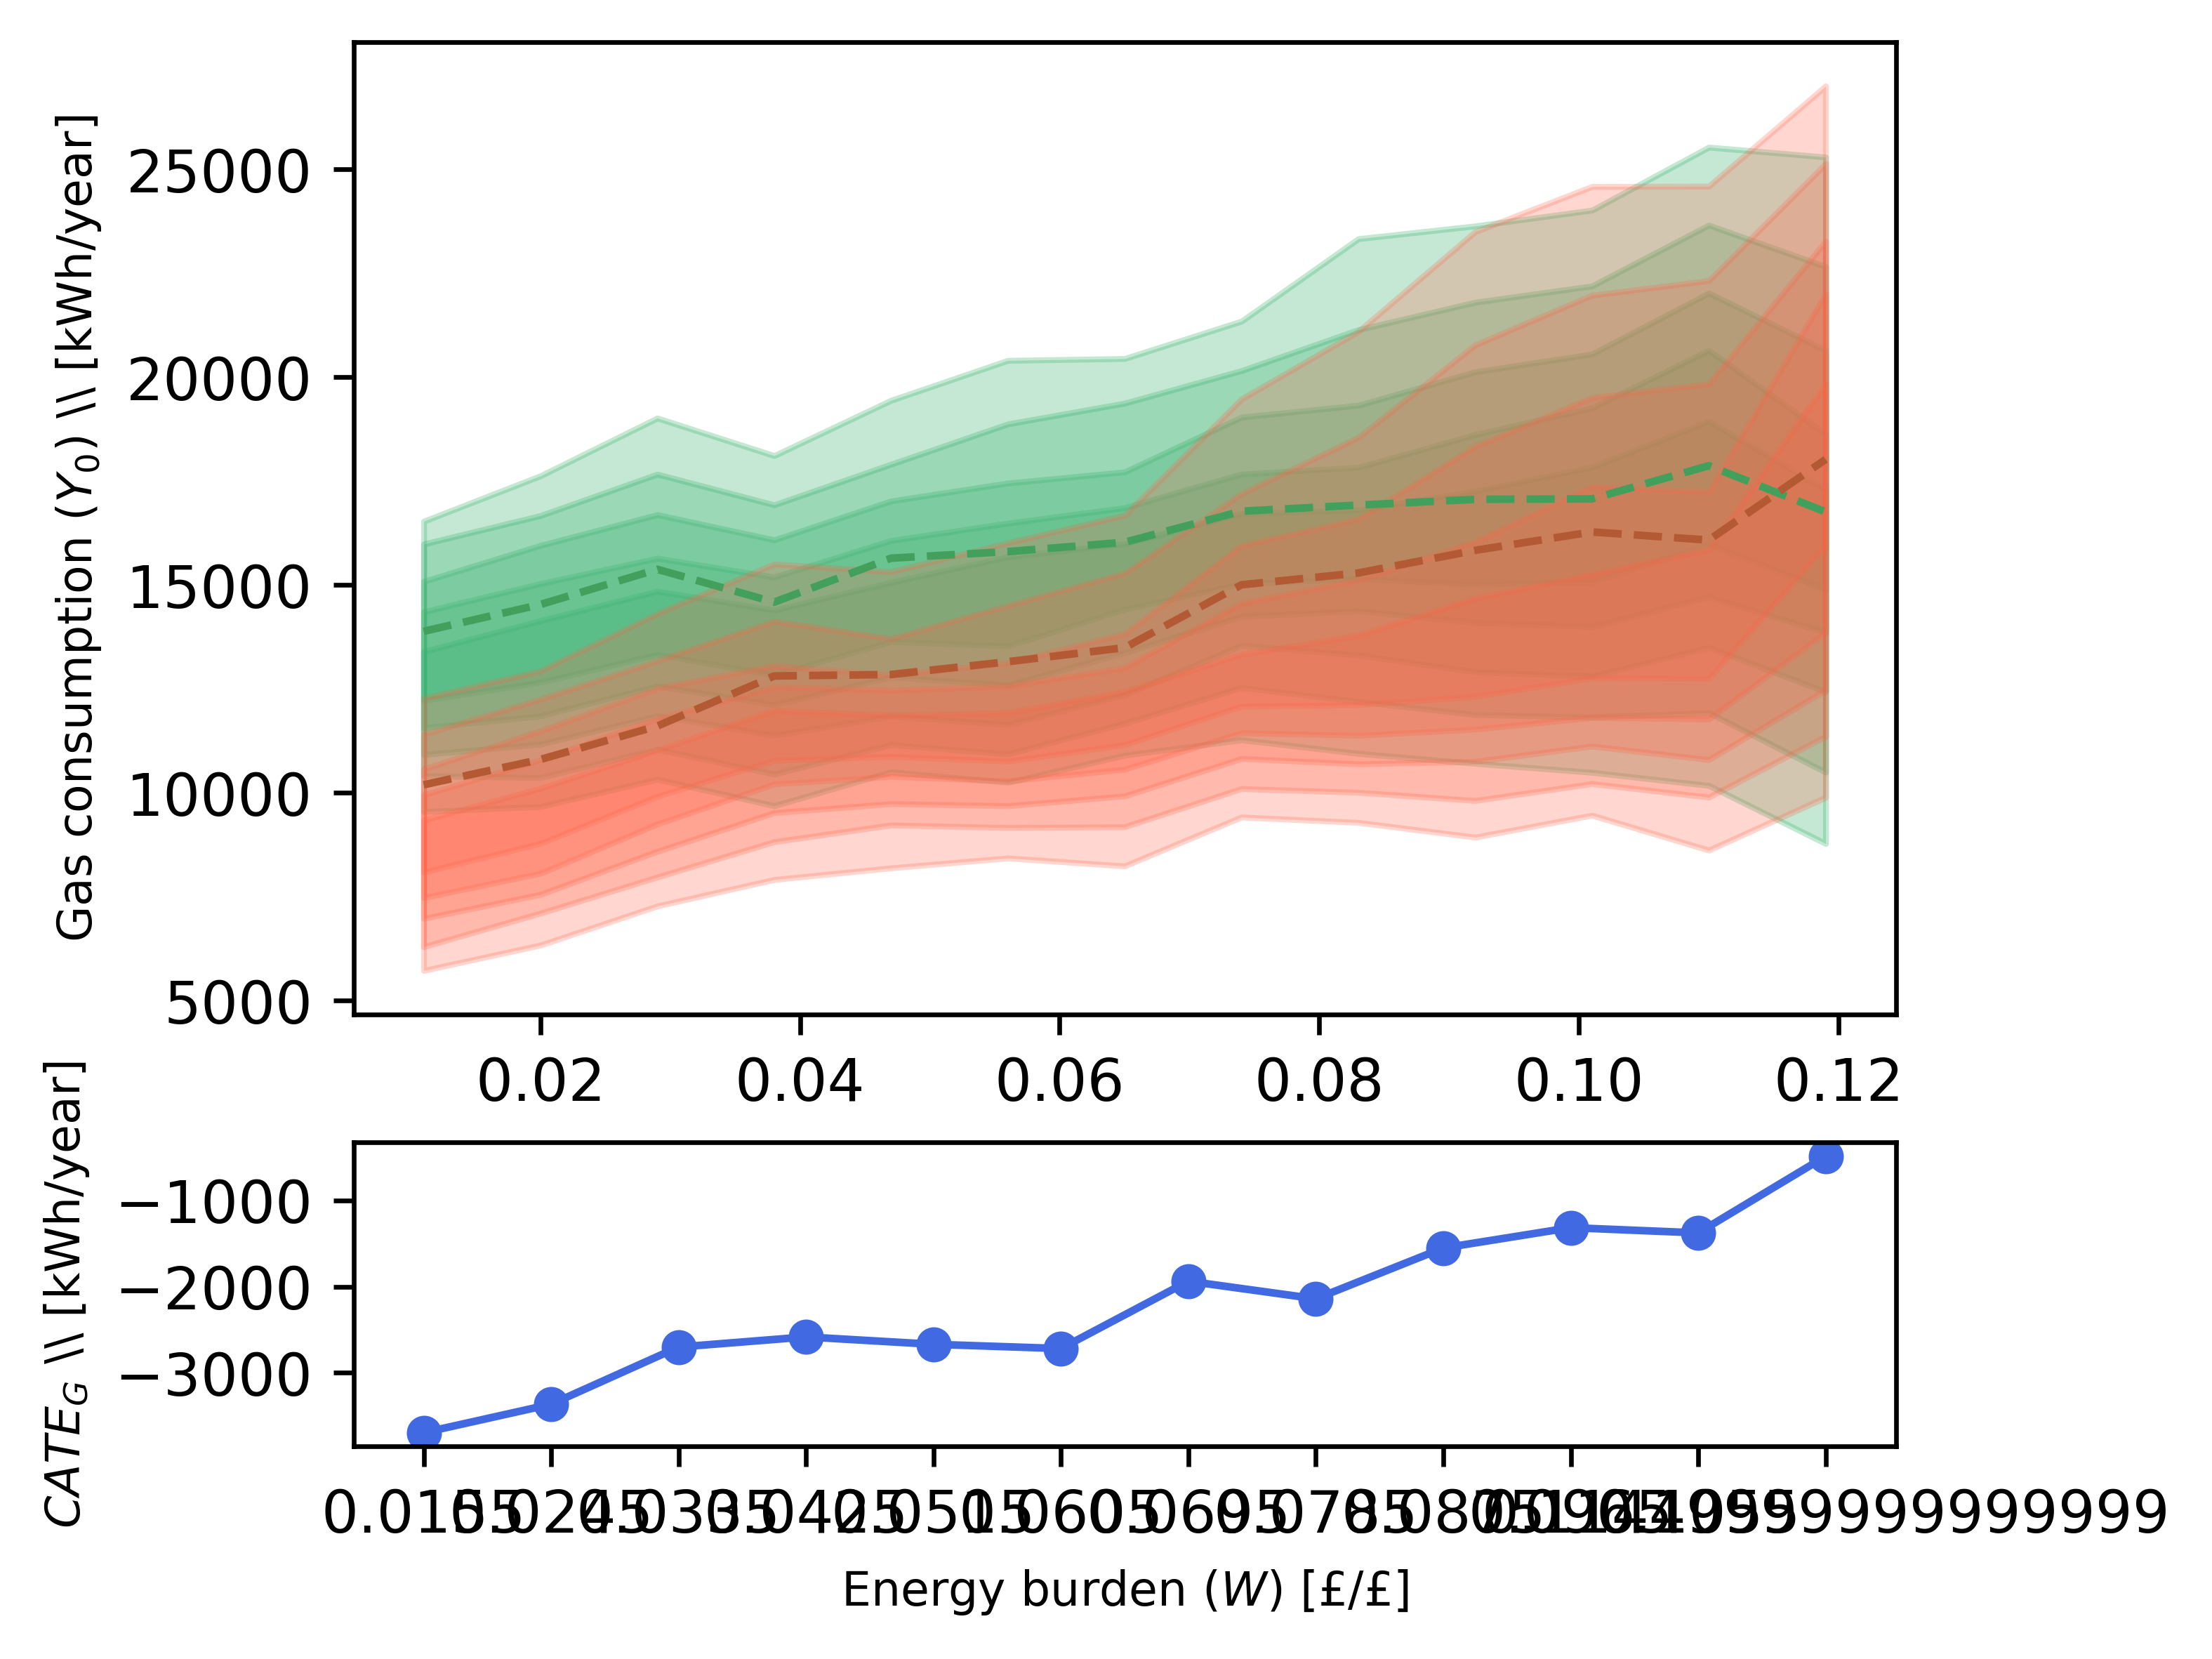 Gas consumption (Y0) \\ [kWh/year]
25000
20000
15000
10000
5000
0.02 0.04 0.06 0.08 0.10 0.12
CATEG \\ [kWh/year]
−1000
−2000
−3000
Energy burden (W) [£/£]